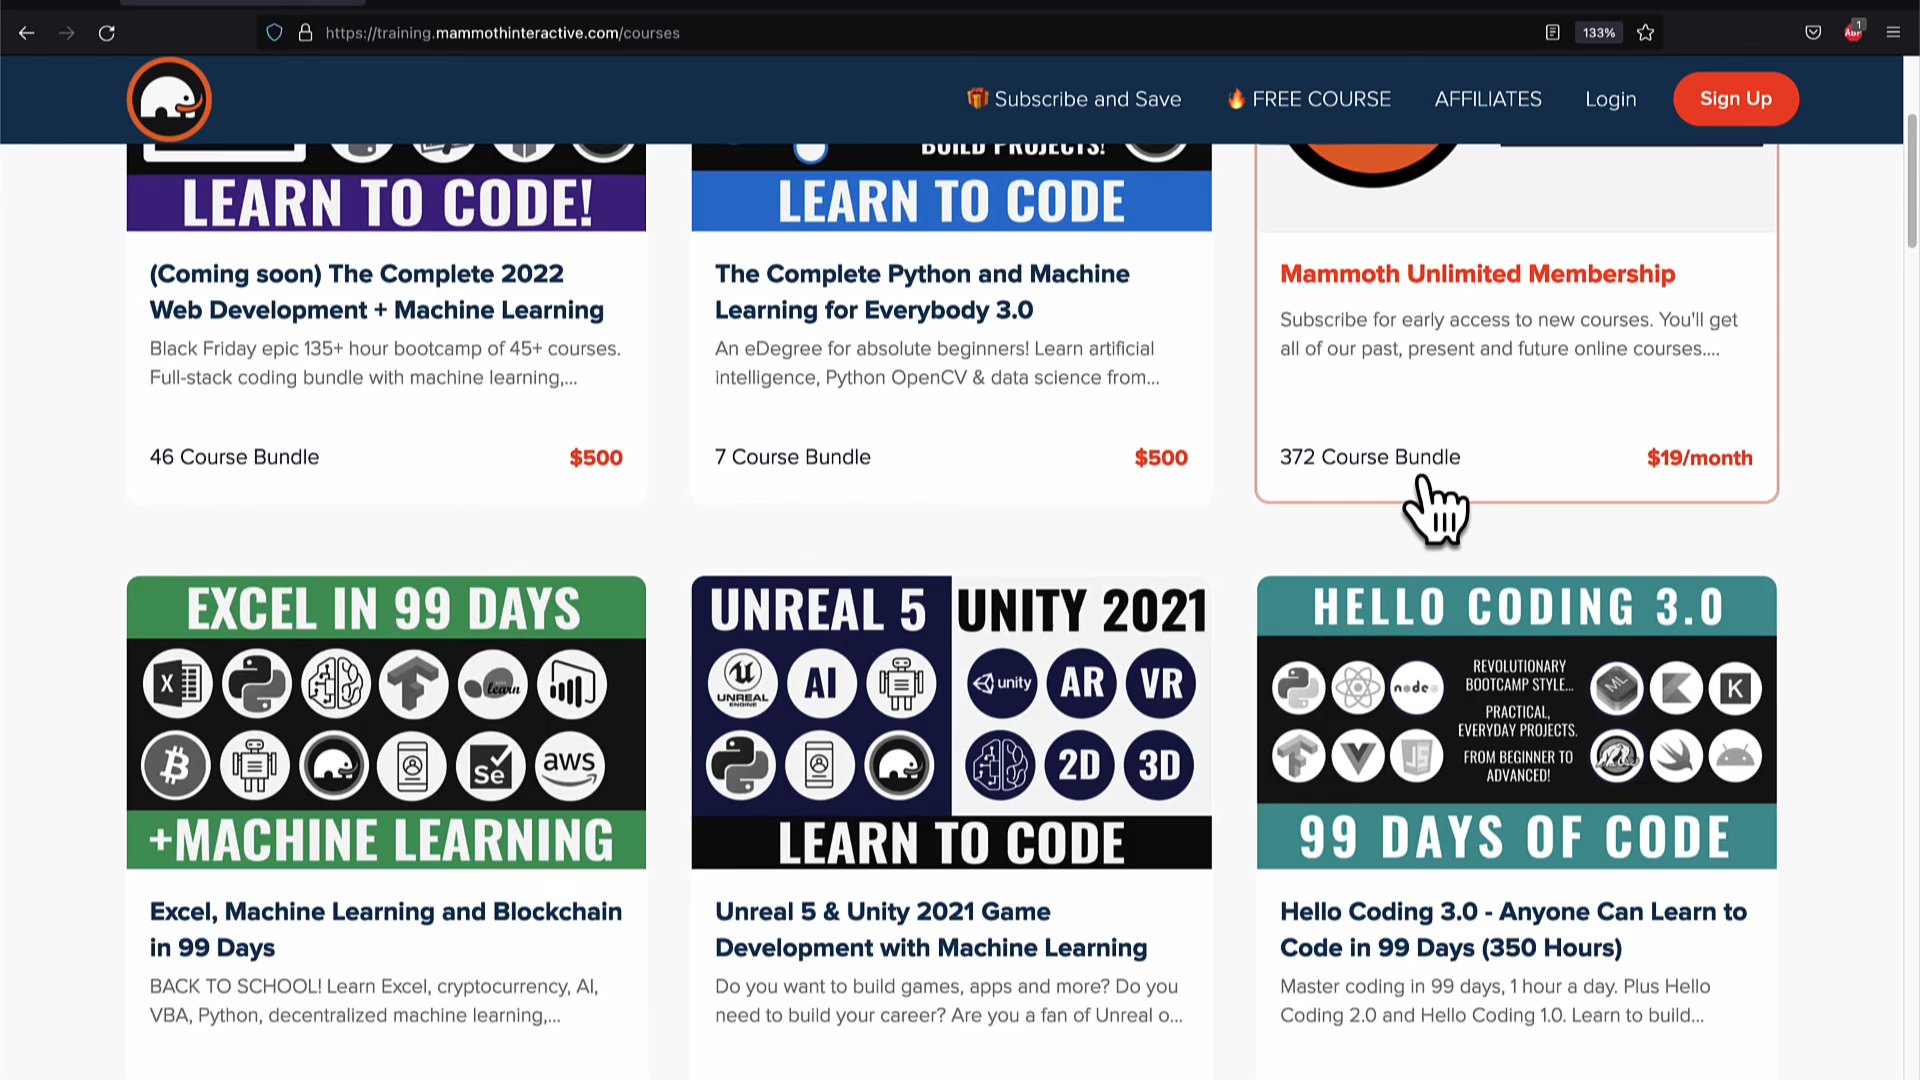 https://training.mammothinteractive.com/courses
133%
1
ABP
Subscribe and Save
FREE COURSE
AFFILIATES
Login
Sign Up
BUILD PROJECTS!
LEARN TO CODE!
LEARN TO CODE
(Coming soon) The Complete 2022
Web Development + Machine Learning
Black Friday epic 135+ hour bootcamp of 45+ courses.
Full-stack coding bundle with machine learning,...
46 Course Bundle
$500
The Complete Python and Machine
Learning for Everybody 3.0
An eDegree for absolute beginners! Learn artificial
intelligence, Python OpenCV & data science from...
7 Course Bundle
$500
Mammoth Unlimited Membership
Subscribe for early access to new courses. You'll get
all of our past, present and future online courses....
372 Course Bundle
$19/month
EXCEL IN 99 DAYS
X
learn
Se
aws
+MACHINE LEARNING
Excel, Machine Learning and Blockchain
in 99 Days
BACK TO SCHOOL! Learn Excel, cryptocurrency, AI,
VBA, Python, decentralized machine learning,...
UNREAL 5
UNITY 2021
UNREAL
ENGINE
AI
unity
AR
VR
2D
3D
LEARN TO CODE
Unreal 5 & Unity 2021 Game
Development with Machine Learning
Do you want to build games, apps and more? Do you
need to build your career? Are you a fan of Unreal o...
HELLO CODING 3.0
node
REVOLUTIONARY
BOOTCAMP STYLE...
PRACTICAL,
EVERYDAY PROJECTS.
FROM BEGINNER TO
ADVANCED!
ML
K
JS
99 DAYS OF CODE
Hello Coding 3.0 - Anyone Can Learn to
Code in 99 Days (350 Hours)
Master coding in 99 days, 1 hour a day. Plus Hello
Coding 2.0 and Hello Coding 1.0. Learn to build...